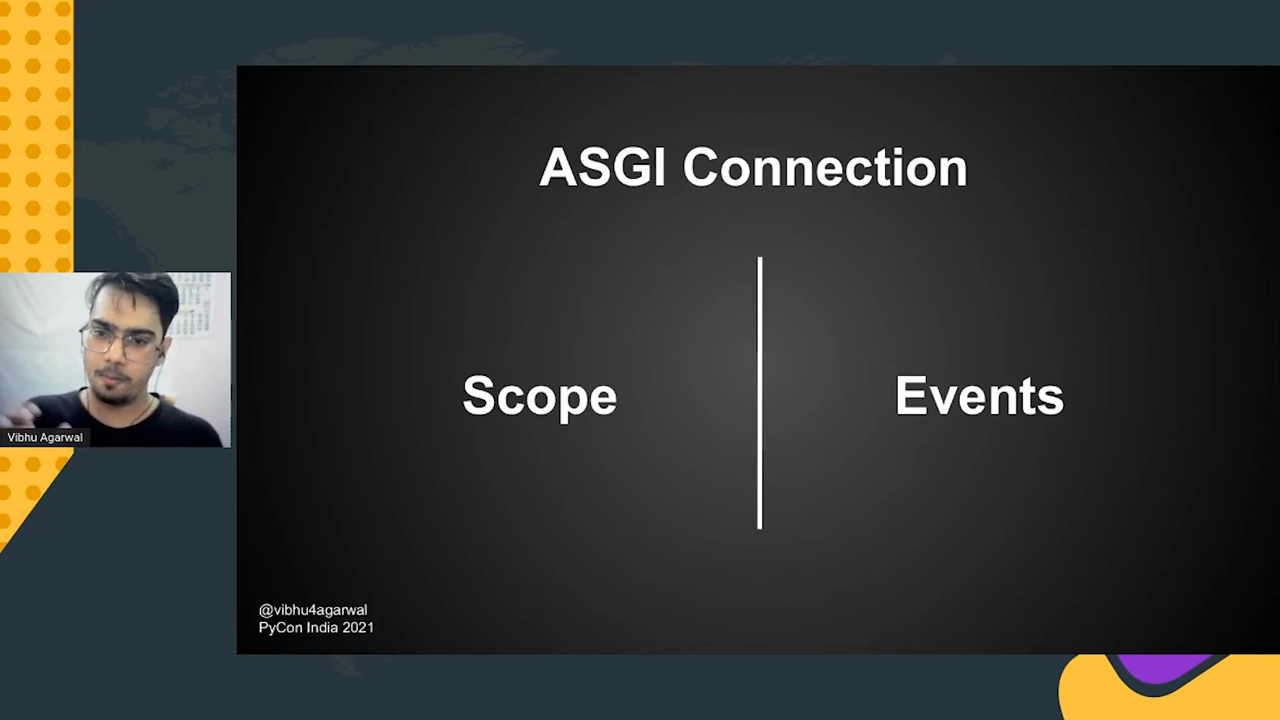 ASGI Connection
Scope
Events
Vibhu Agarwal
@vibhu4agarwal
PyCon India 2021